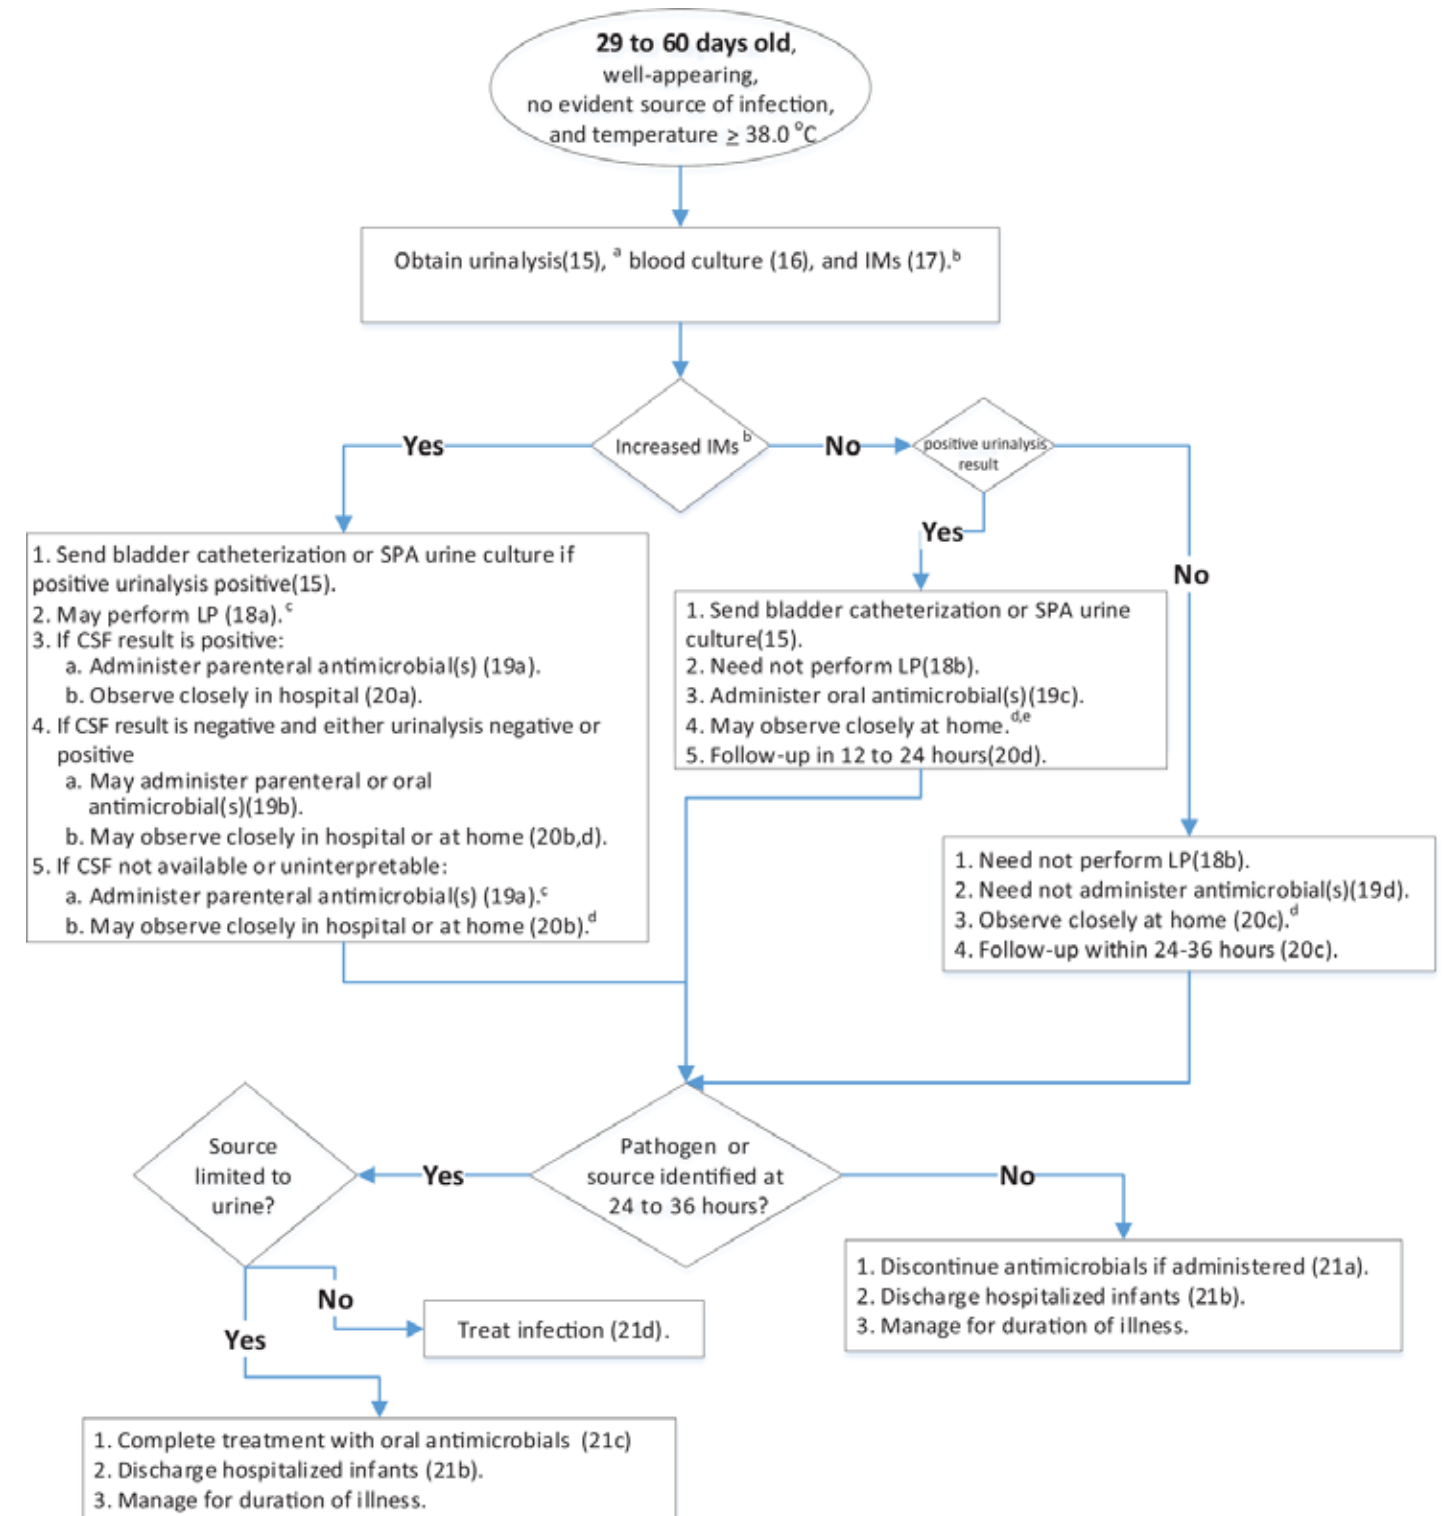 29 to 60 days old,
well-appearing,
no evident source of infection,
and temperature ≥ 38.0 °C
Obtain urinalysis(15), a blood culture (16), and IMs (17).b
Increased IMs b
Yes
No
positive urinalysis
result
Yes
No
1. Send bladder catheterization or SPA urine culture if
positive urinalysis positive(15).
2. May perform LP (18a).c
3. If CSF result is positive:
a. Administer parenteral antimicrobial(s) (19a).
b. Observe closely in hospital (20a).
4. If CSF result is negative and either urinalysis negative or
positive
a. May administer parenteral or oral
antimicrobial(s)(19b).
b. May observe closely in hospital or at home (20b,d).
5. If CSF not available or uninterpretable:
a. Administer parenteral antimicrobial(s) (19a).c
b. May observe closely in hospital or at home (20b).d
1. Send bladder catheterization or SPA urine
culture(15).
2. Need not perform LP(18b).
3. Administer oral antimicrobial(s)(19c).
4. May observe closely at home.d,e
5. Follow-up in 12 to 24 hours(20d).
1. Need not perform LP(18b).
2. Need not administer antimicrobial(s)(19d).
3. Observe closely at home (20c).d
4. Follow-up within 24-36 hours (20c).
Pathogen or
source identified at
24 to 36 hours?
Yes
No
Source
limited to
urine?
1. Discontinue antimicrobials if administered (21a).
2. Discharge hospitalized infants (21b).
3. Manage for duration of illness.
No
Treat infection (21d).
Yes
1. Complete treatment with oral antimicrobials (21c)
2. Discharge hospitalized infants (21b).
3. Manage for duration of illness.